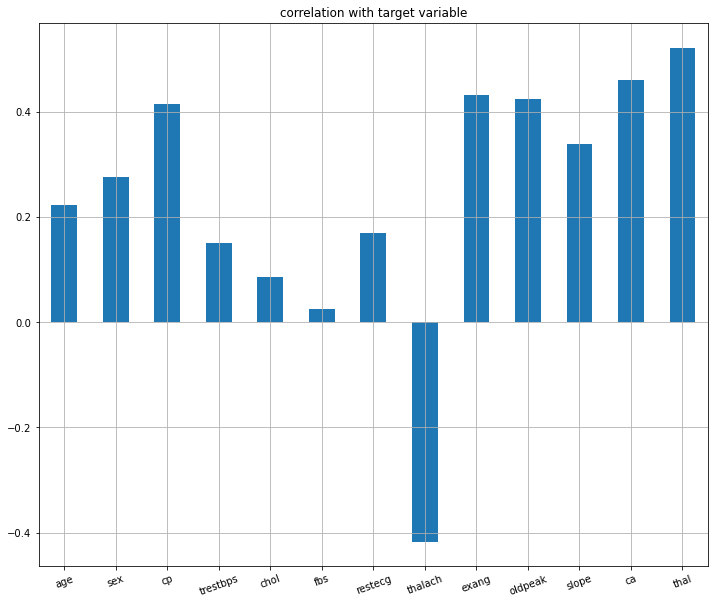 correlation with target variable
0.4
0.2
0.0
−0.2
−0.4
age sex cp trestbps chol fbs restecg thalach exang oldpeak slope ca thal